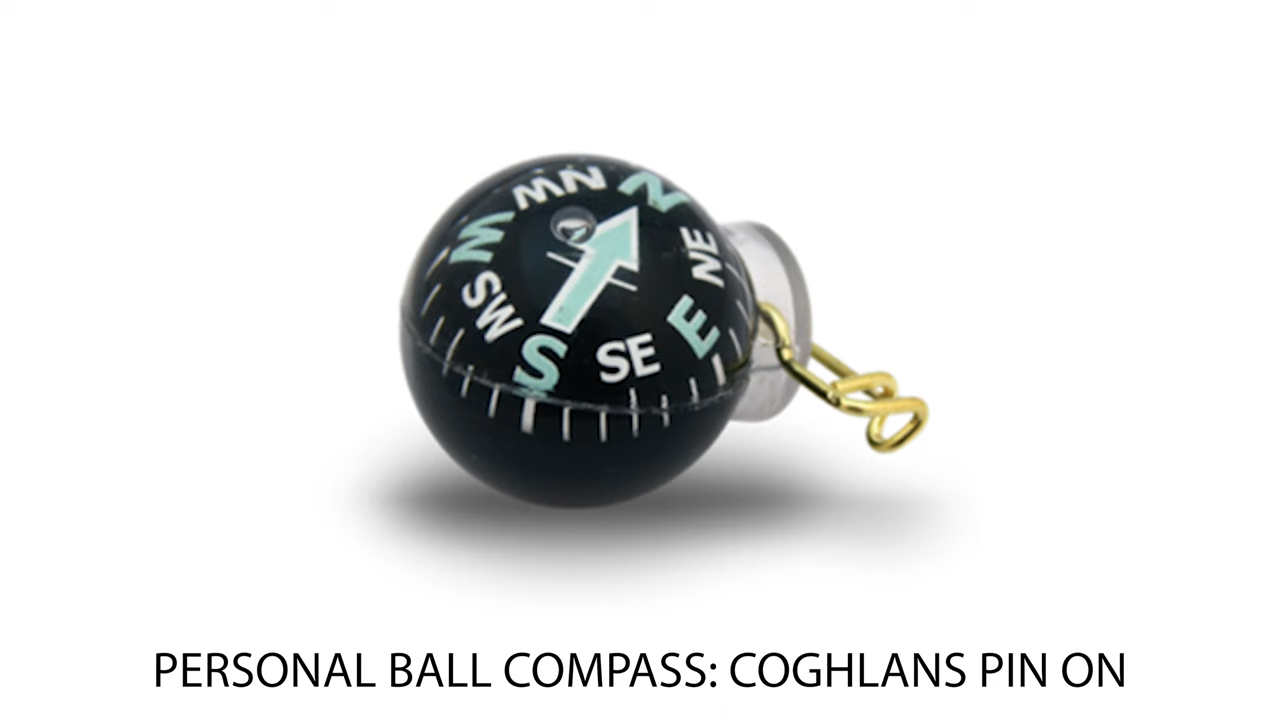 NW N
W NE
SW E
S SE
PERSONAL BALL COMPASS: COGHLANS PIN ON